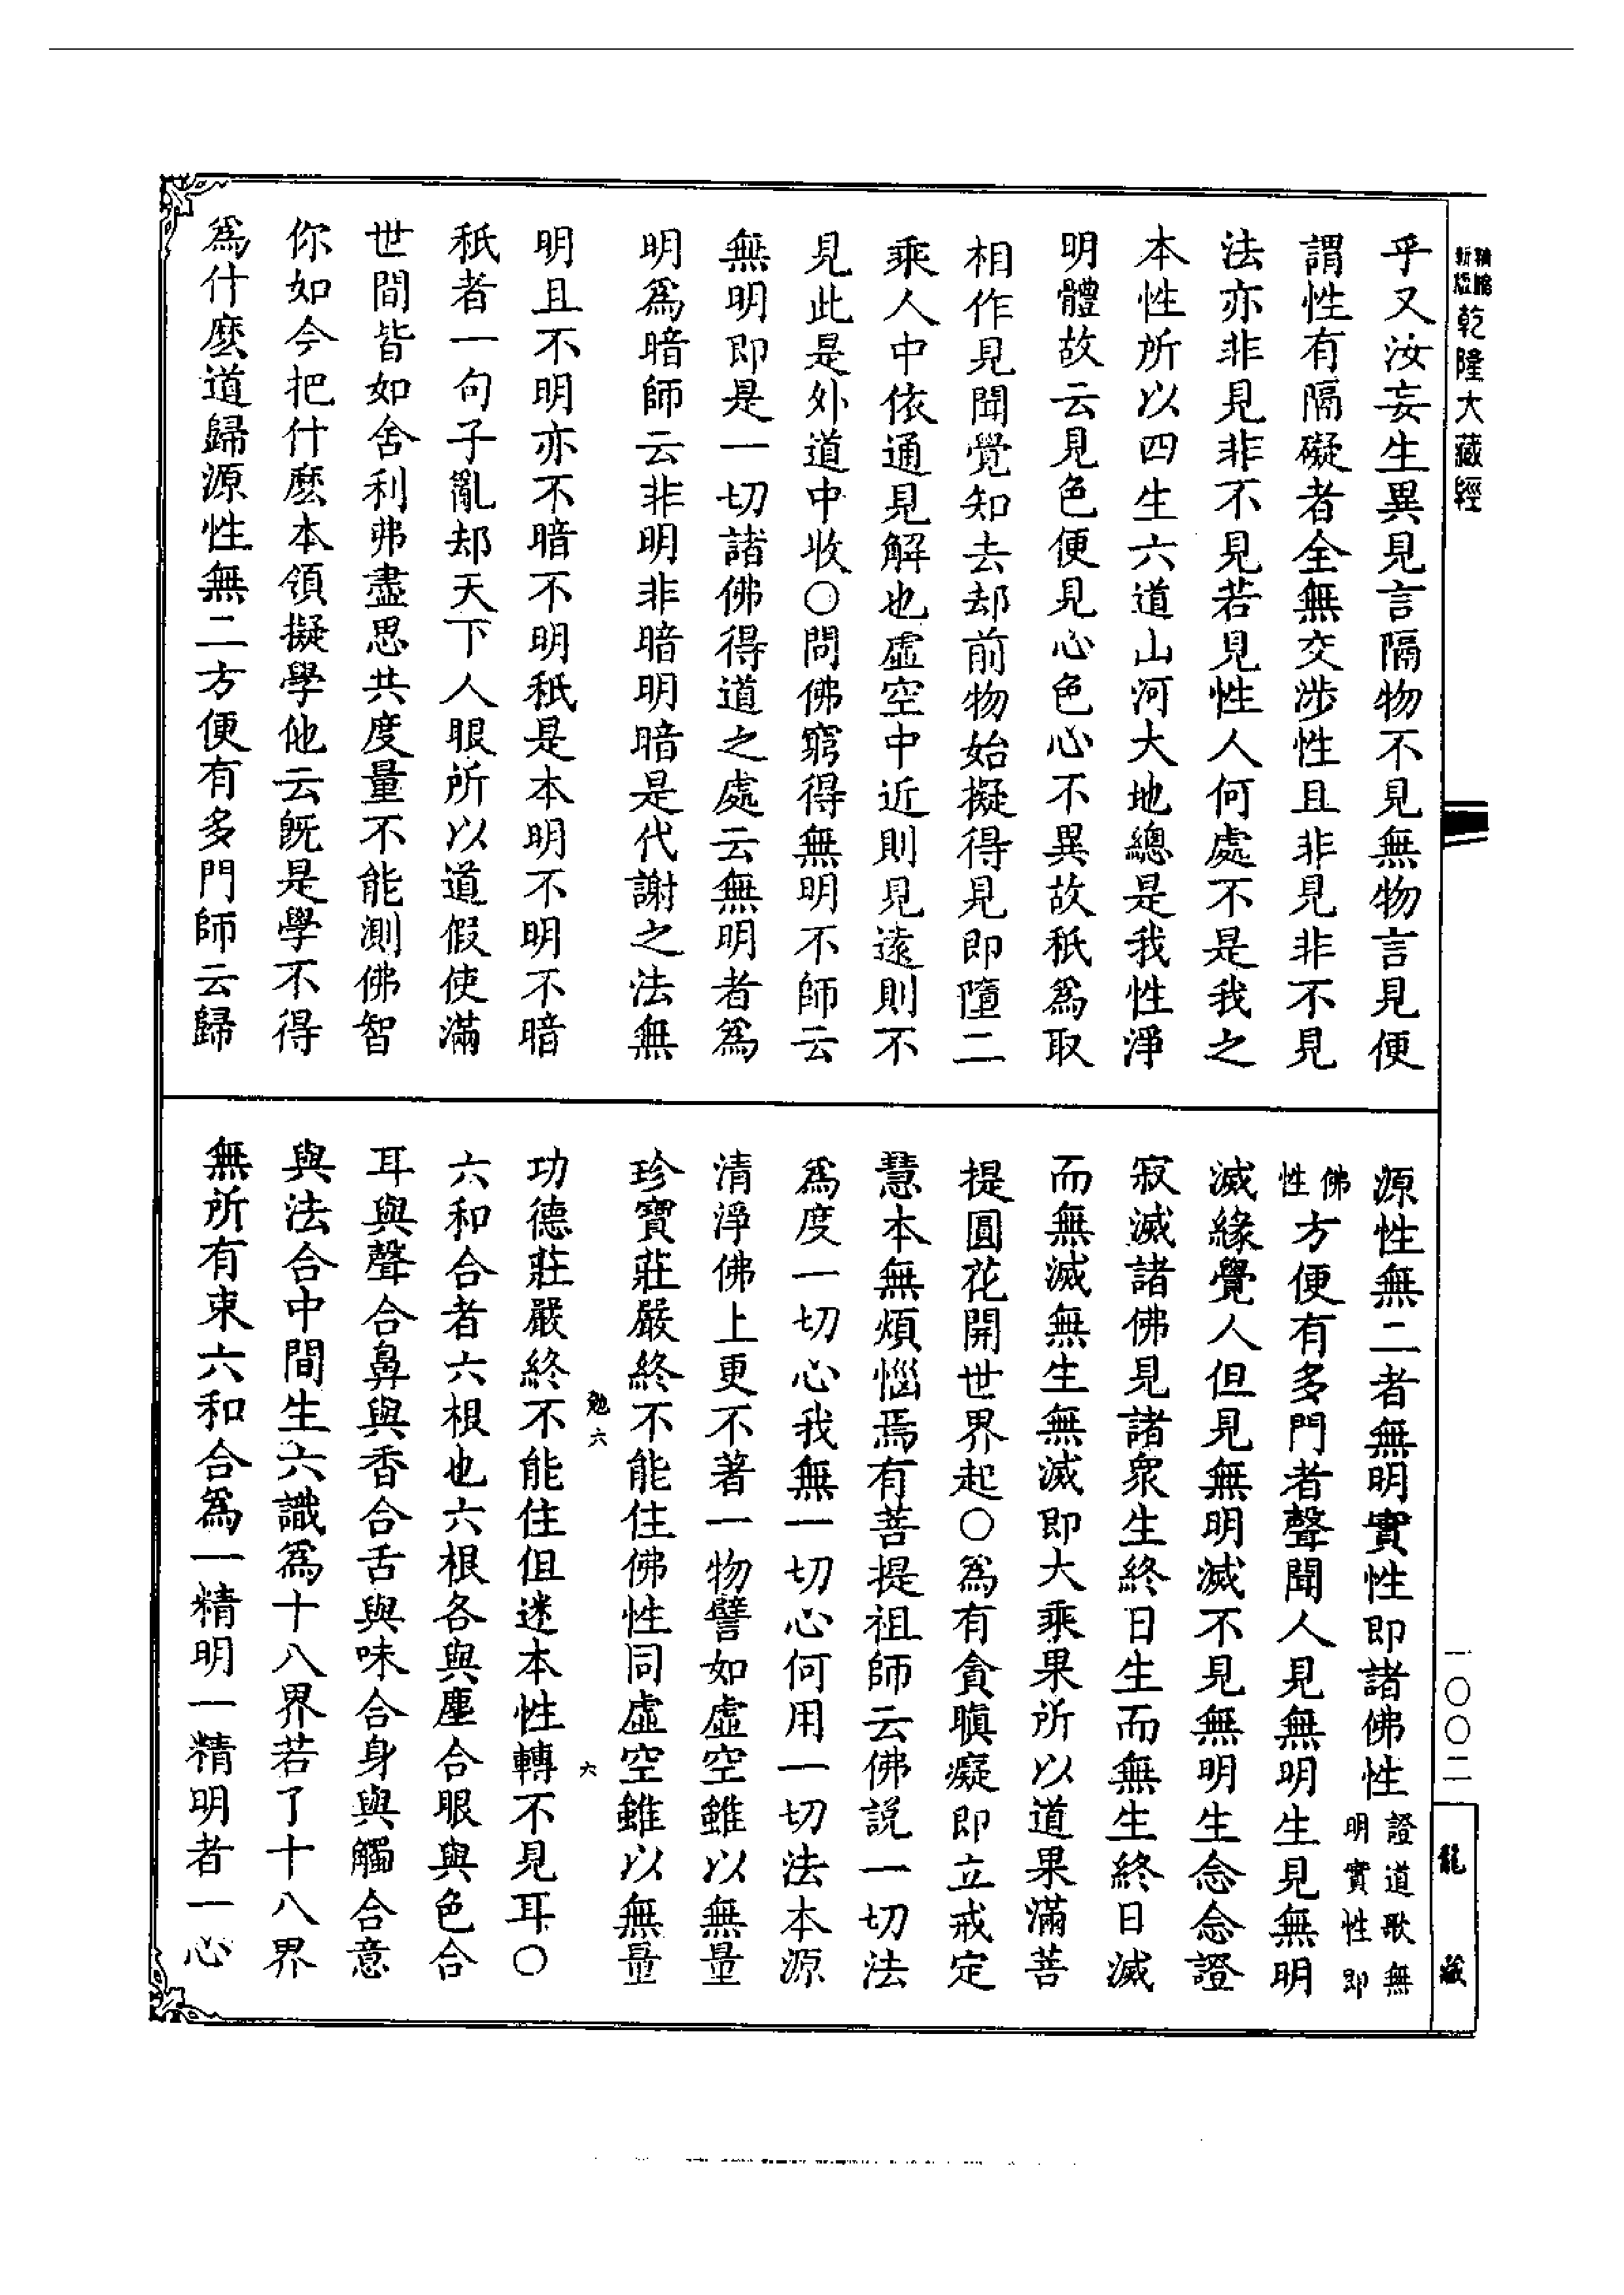 精縮新版乾隆大藏經
乎又汝妄生異見言隔物不見無物言見便
謂性有隔礙者全無交涉性且非見非不見
法亦非見非不見若見性人何處不是我之
本性所以四生六道山河大地總是我性淨
明體故云見色便見心色心不異故秖為取
相作見聞覺知去却前物始擬得見即墮二
乘人中依通見解也虛空中近則見遠則不
見此是外道中收〇問佛窮得無明不師云
無明即是一切諸佛得道之處云無明者為
明為暗師云非明非暗明暗是代謝之法無
明且不明亦不暗不明秖是本明不明不暗
秖者一句子亂却天下人眼所以道假使滿
世間皆如舍利弗盡思共度量不能測佛智
你如今把什麼本領擬學他云既是學不得
為什麼道歸源性無二方便有多門師云歸
源性無二者無明實性即諸佛性證道歌無明實性即
佛性方便有多門者聲聞人見無明生見無明
滅緣覺人但見無明滅不見無明生念念證
寂滅諸佛見諸眾生終日生而無生終日滅
而無滅無生無滅即大乘果所以道果滿菩
提圓花開世界起〇為有貪瞋癡即立戒定
慧本無煩惱焉有菩提祖師云佛說一切法
為度一切心我無一切心何用一切法本源
清淨佛上更不著一物譬如虛空雖以無量
珍寶莊嚴終不能住佛性同虛空雖以無量
勉六
六
功德莊嚴終不能住但迷本性轉不見耳〇
六和合者六根也六根各與塵合眼與色合
耳與聲合鼻與香合舌與味合身與觸合意
與法合中間生六識為十八界若了十八界
無所有束六和合為一精明一精明者一心
一〇〇二
龍藏